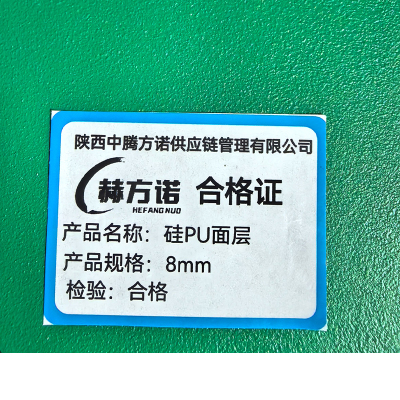 陕西中腾方诺供应链管理有限公司
赫方诺 合格证
HEFANGNUO
产品名称：硅PU面层
产品规格：8mm
检验：合格